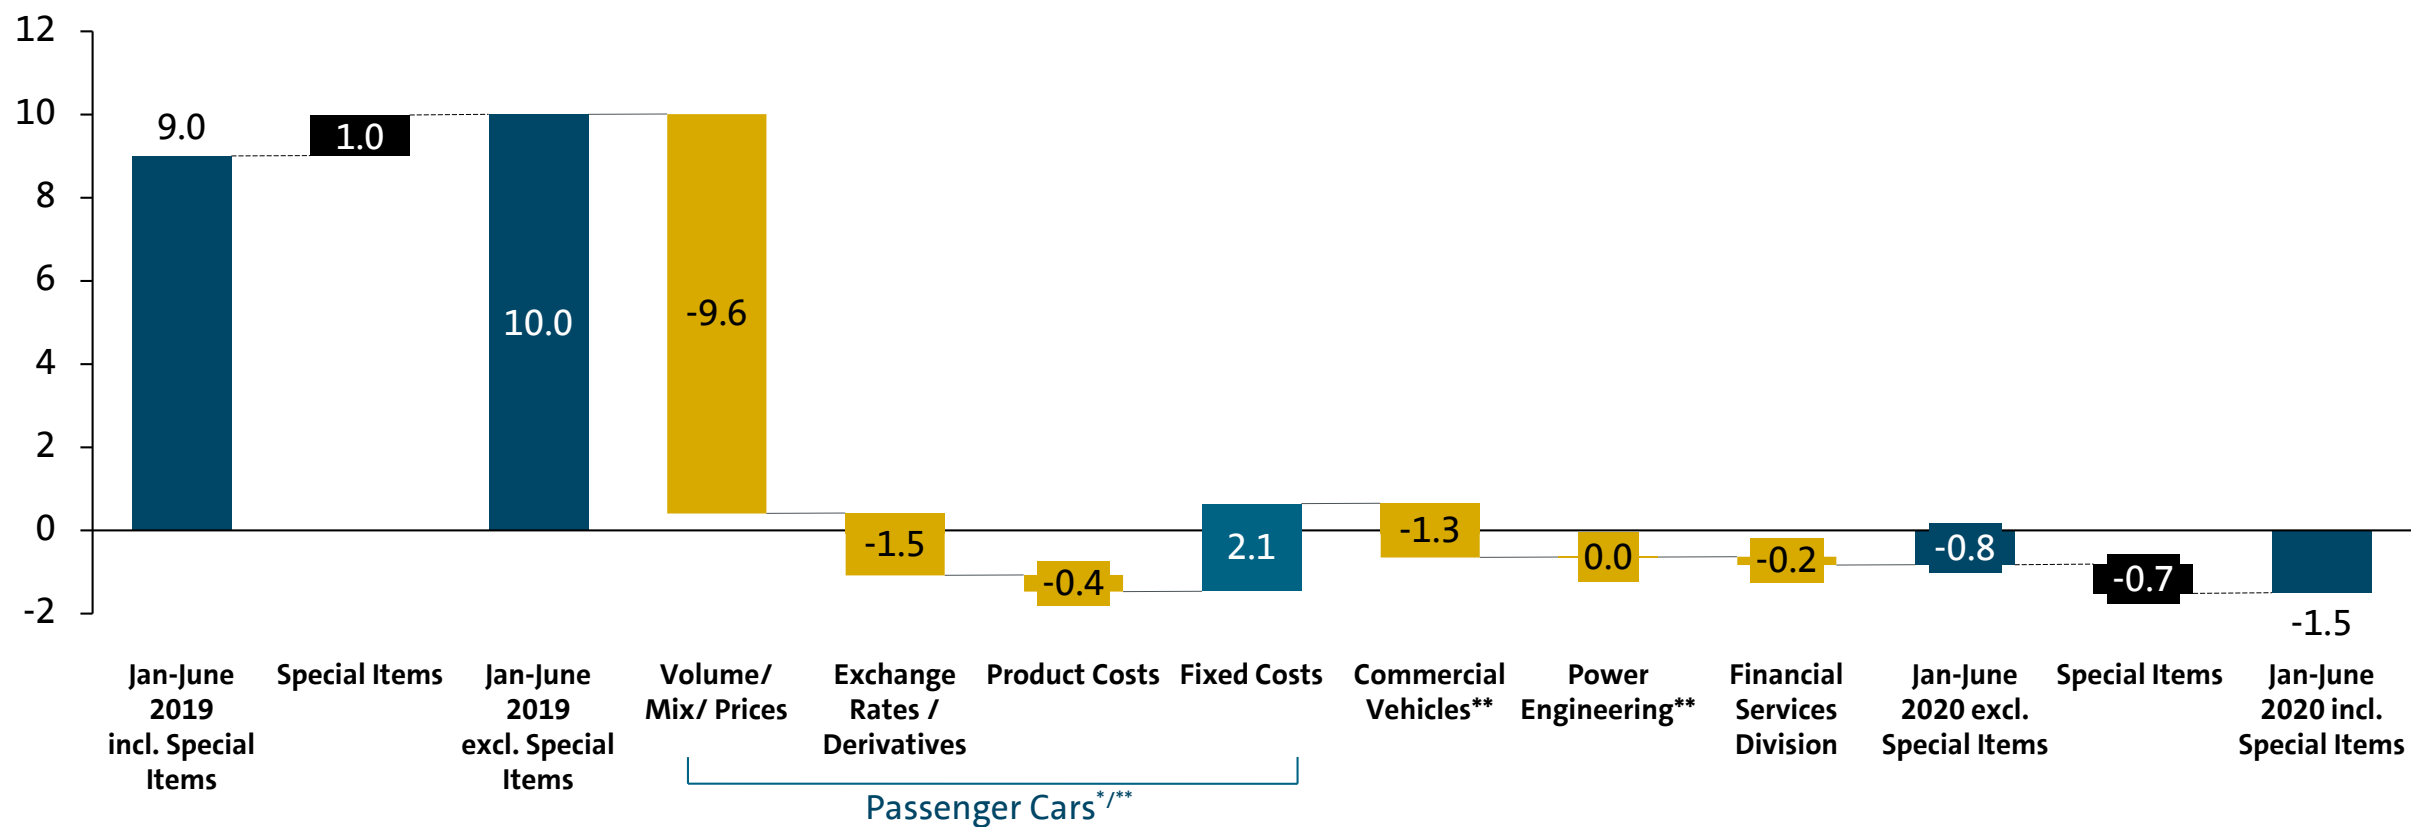 12
10
8
6
4
2
0
-2
9.0
1.0
10.0
-9.6
-1.5
-0.4
2.1
-1.3
0.0
-0.2
-0.8
-0.7
-1.5
Jan-June
2019
incl. Special
Items
Special Items
Jan-June
2019
excl. Special
Items
Volume/
Mix/ Prices
Exchange
Rates /
Derivatives
Product Costs
Fixed Costs
Commercial
Vehicles**
Power
Engineering**
Financial
Services
Division
Jan-June
2020 excl.
Special Items
Special Items
Jan-June
2020 incl.
Special Items
Passenger Cars*/**